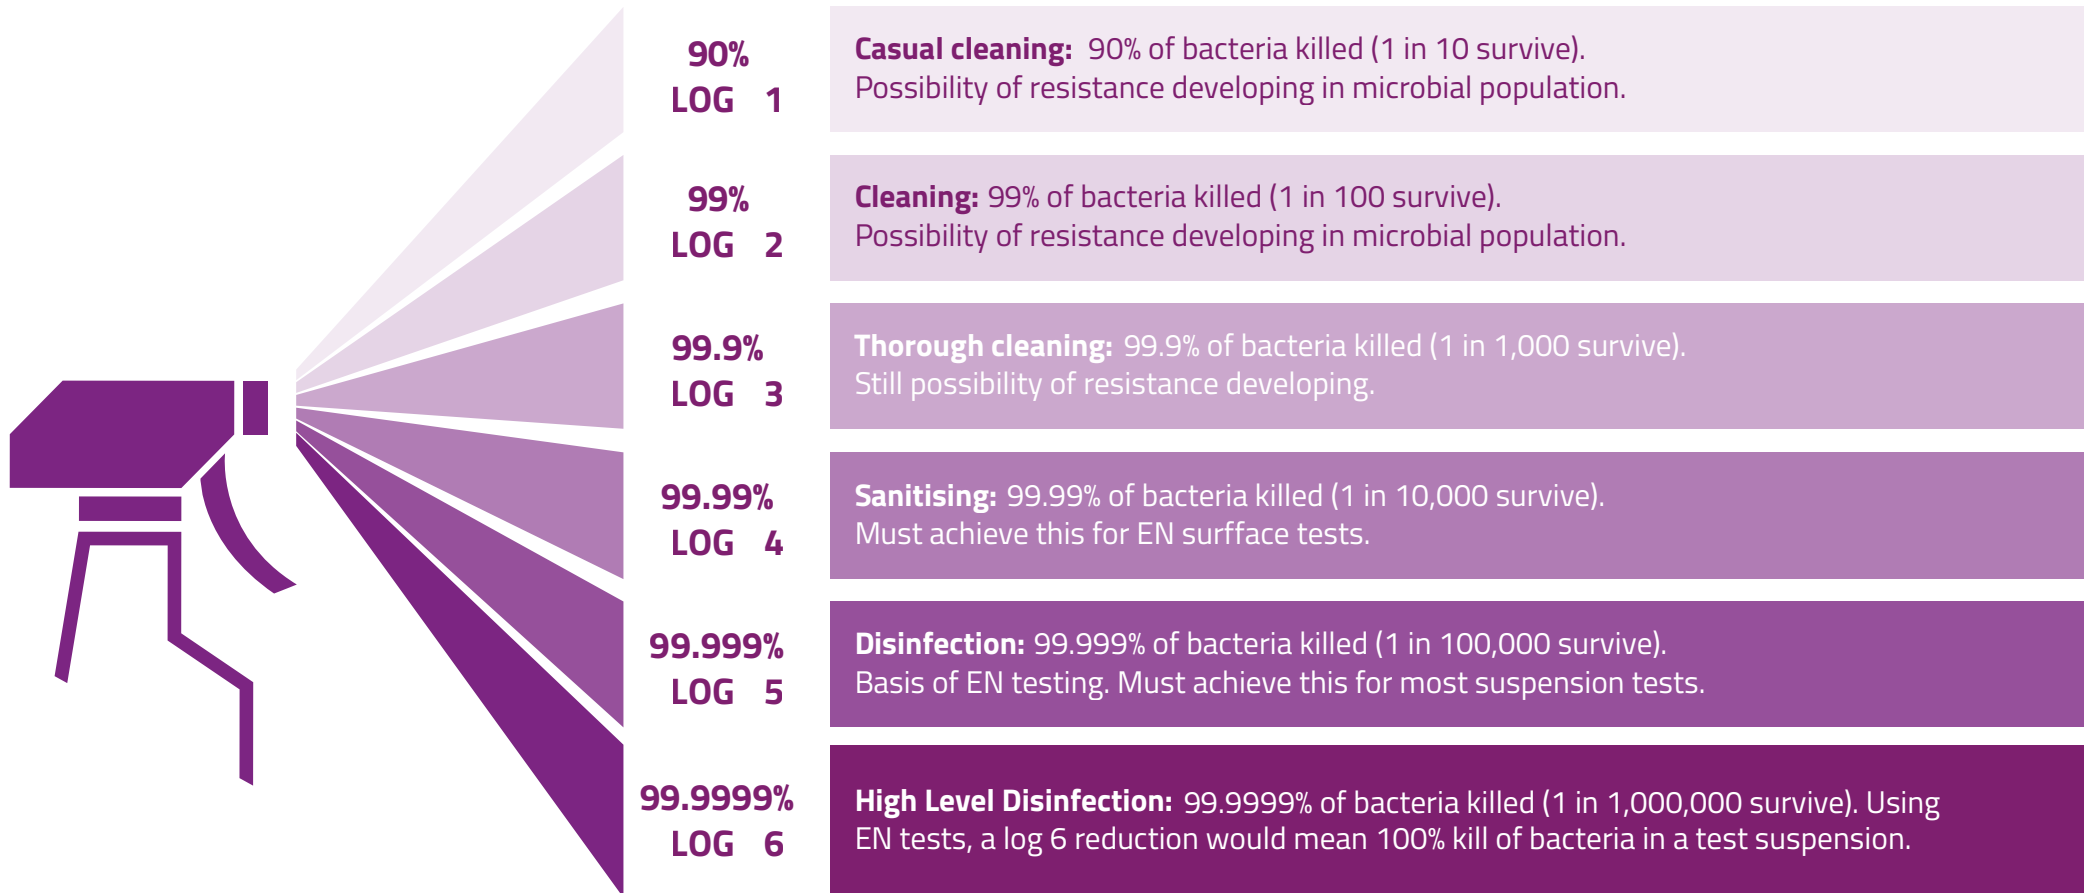 90%
LOG 1
Casual cleaning: 90% of bacteria killed (1 in 10 survive).
Possibility of resistance developing in microbial population.
99%
LOG 2
Cleaning: 99% of bacteria killed (1 in 100 survive).
Possibility of resistance developing in microbial population.
99.9%
LOG 3
Thorough cleaning: 99.9% of bacteria killed (1 in 1,000 survive).
Still possibility of resistance developing.
99.99%
LOG 4
Sanitising: 99.99% of bacteria killed (1 in 10,000 survive).
Must achieve this for EN surfface tests.
99.999%
LOG 5
Disinfection: 99.999% of bacteria killed (1 in 100,000 survive).
Basis of EN testing. Must achieve this for most suspension tests.
99.9999%
LOG 6
High Level Disinfection: 99.9999% of bacteria killed (1 in 1,000,000 survive). Using
EN tests, a log 6 reduction would mean 100% kill of bacteria in a test suspension.